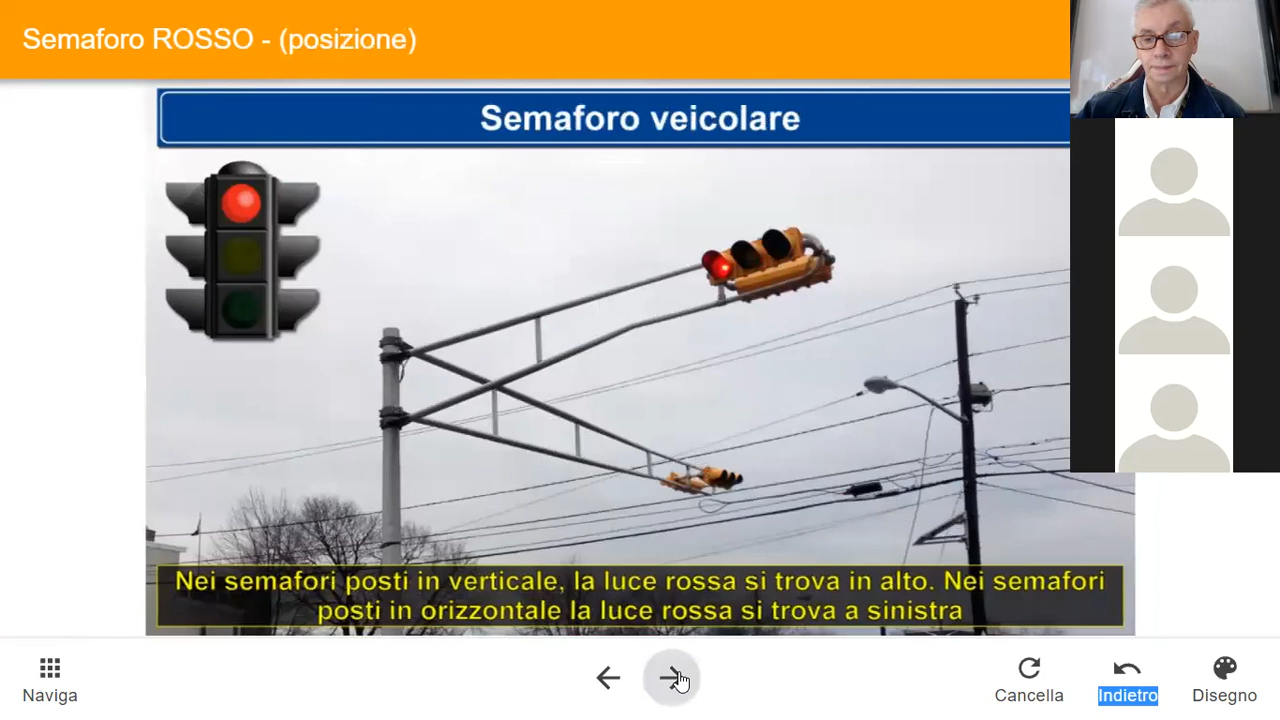 Semaforo ROSSO - (posizione)
Semaforo veicolare
Nei semafori posti in verticale, la luce rossa si trova in alto. Nei semafori
posti in orizzontale la luce rossa si trova a sinistra
Naviga
Cancella
Indietro
Disegno